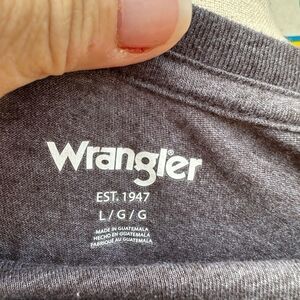 Wrangler
EST. 1947
L/G/G
MADE IN GUATEMALA
HECHO EN GUATEMALA
FABRIQUÉ AU GUATEMALA